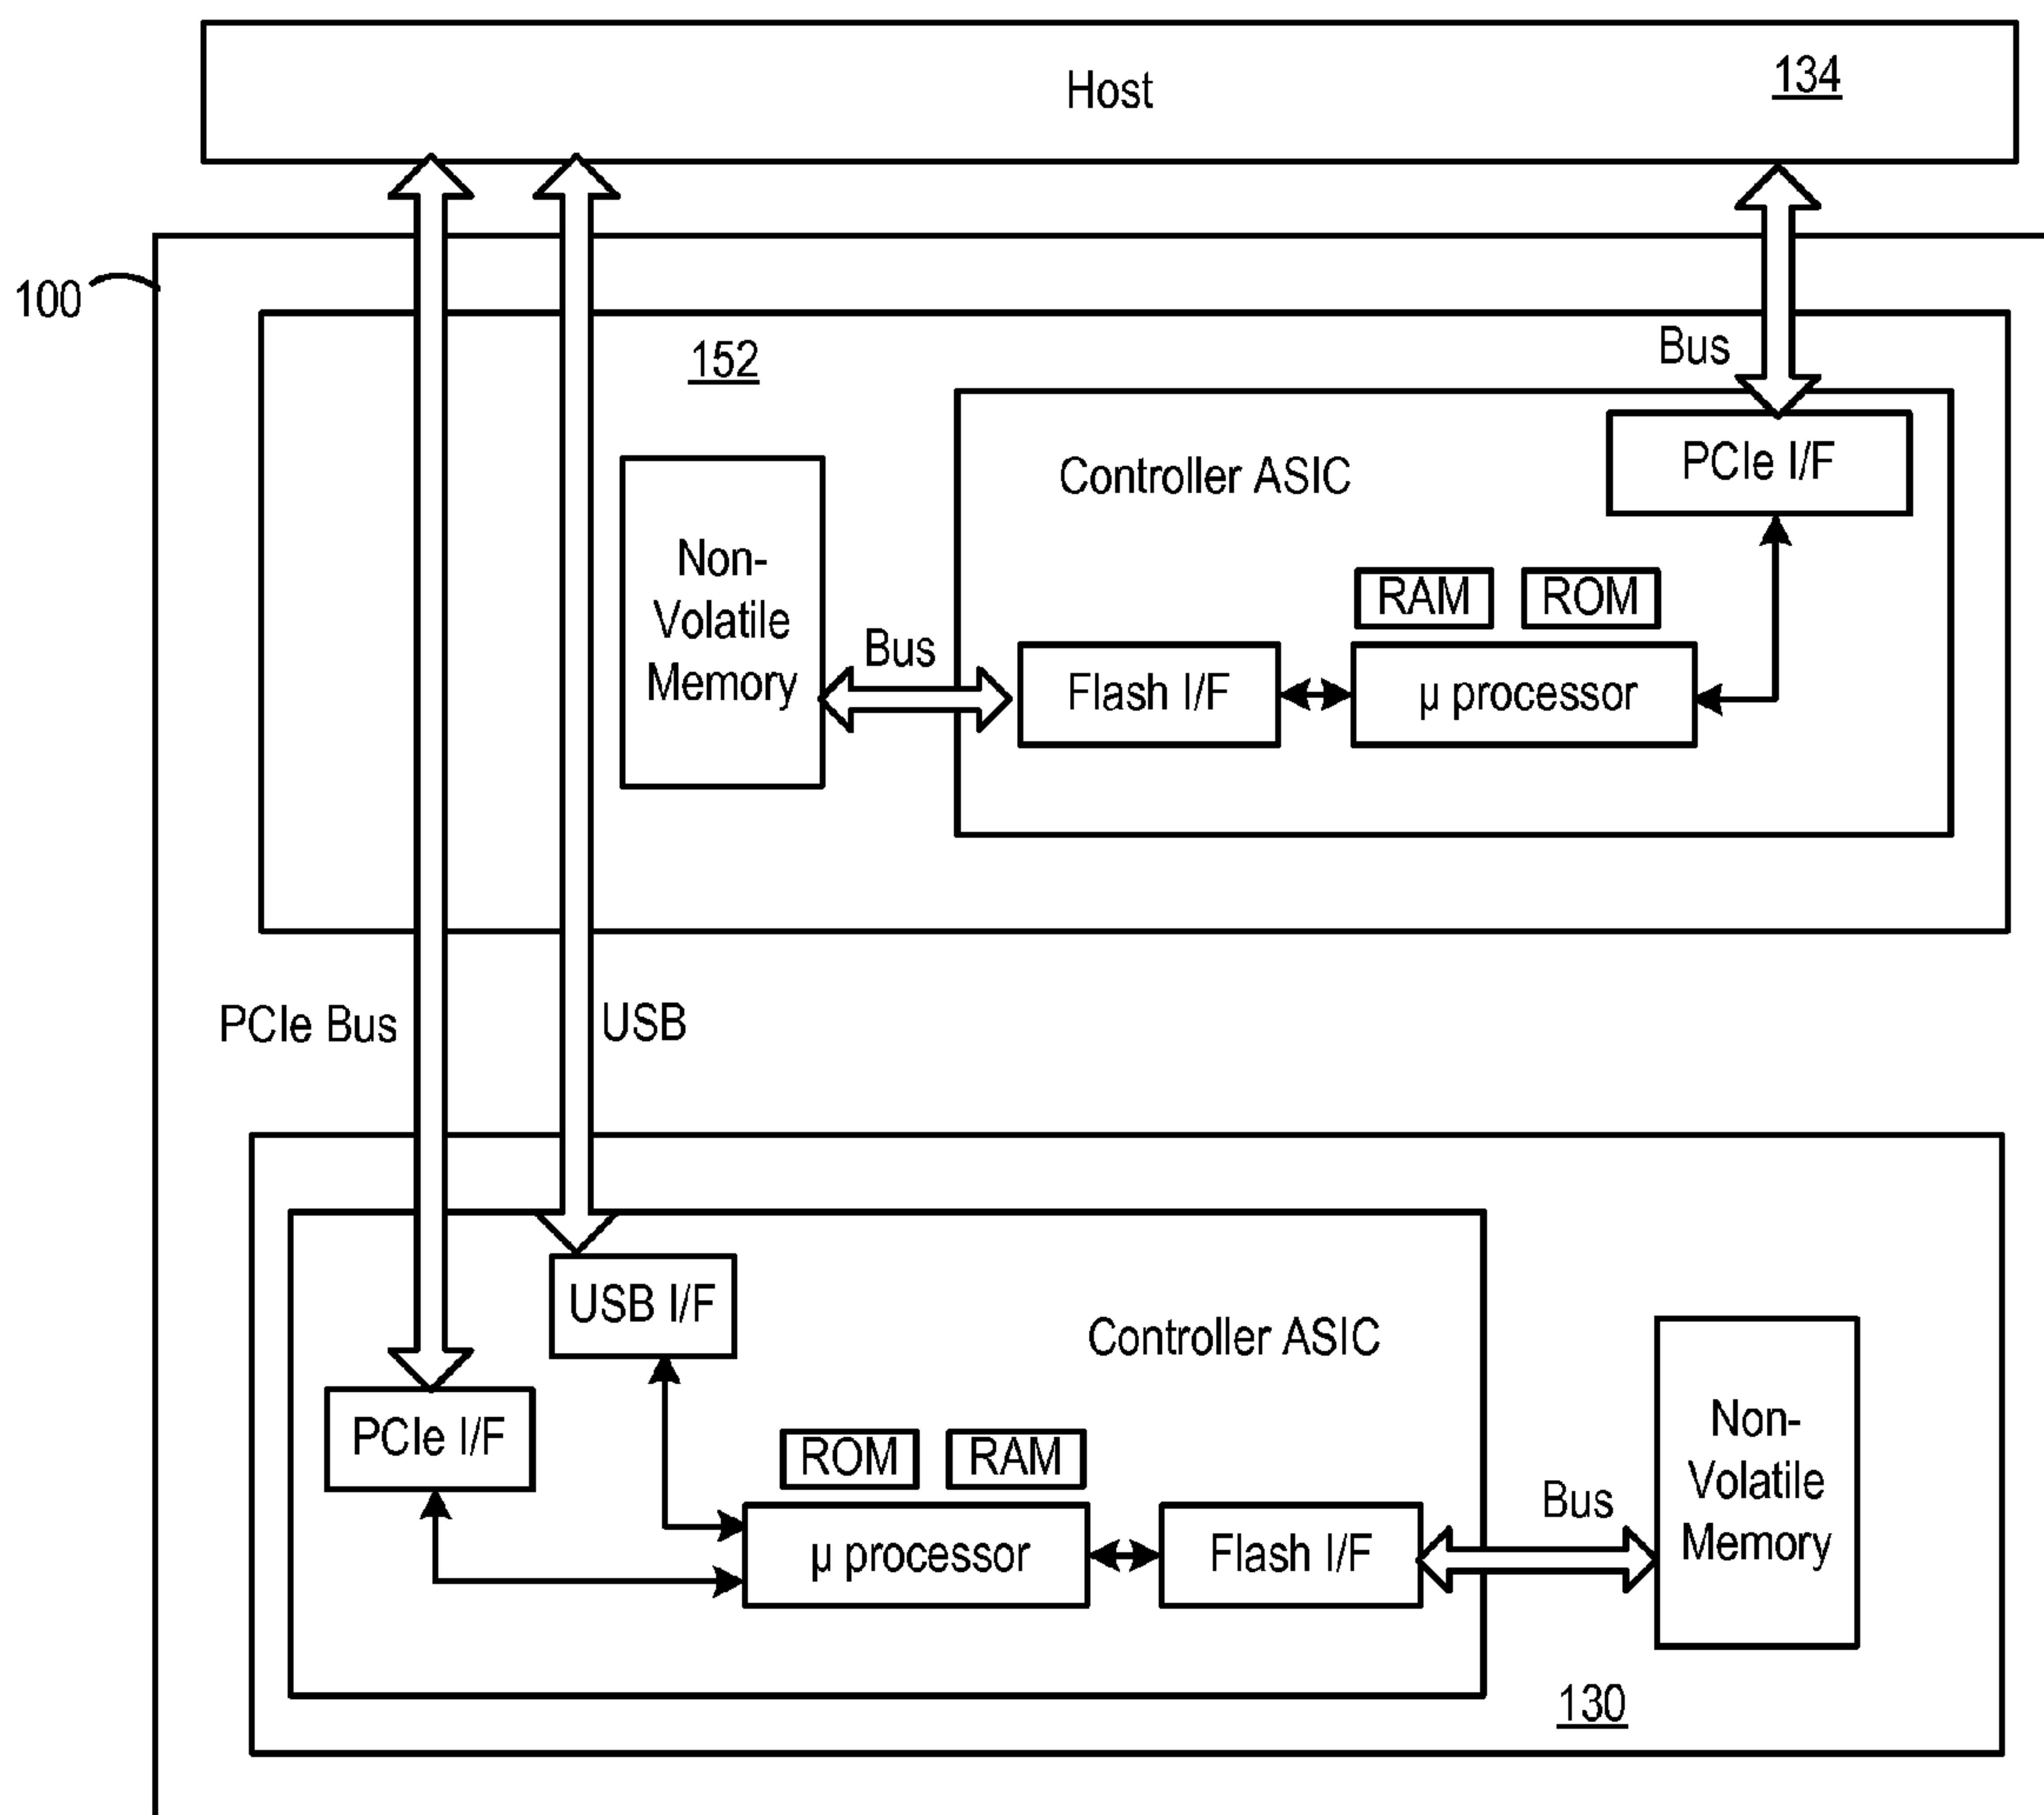 Host
134
100
152
Bus
PCIe I/F
Controller ASIC
Non-
Volatile
Memory
RAM
ROM
Bus
Flash I/F
µ processor
PCIe Bus
USB
USB I/F
Controller ASIC
PCIe I/F
ROM
RAM
Non-
Volatile
Memory
Bus
µ processor
Flash I/F
130